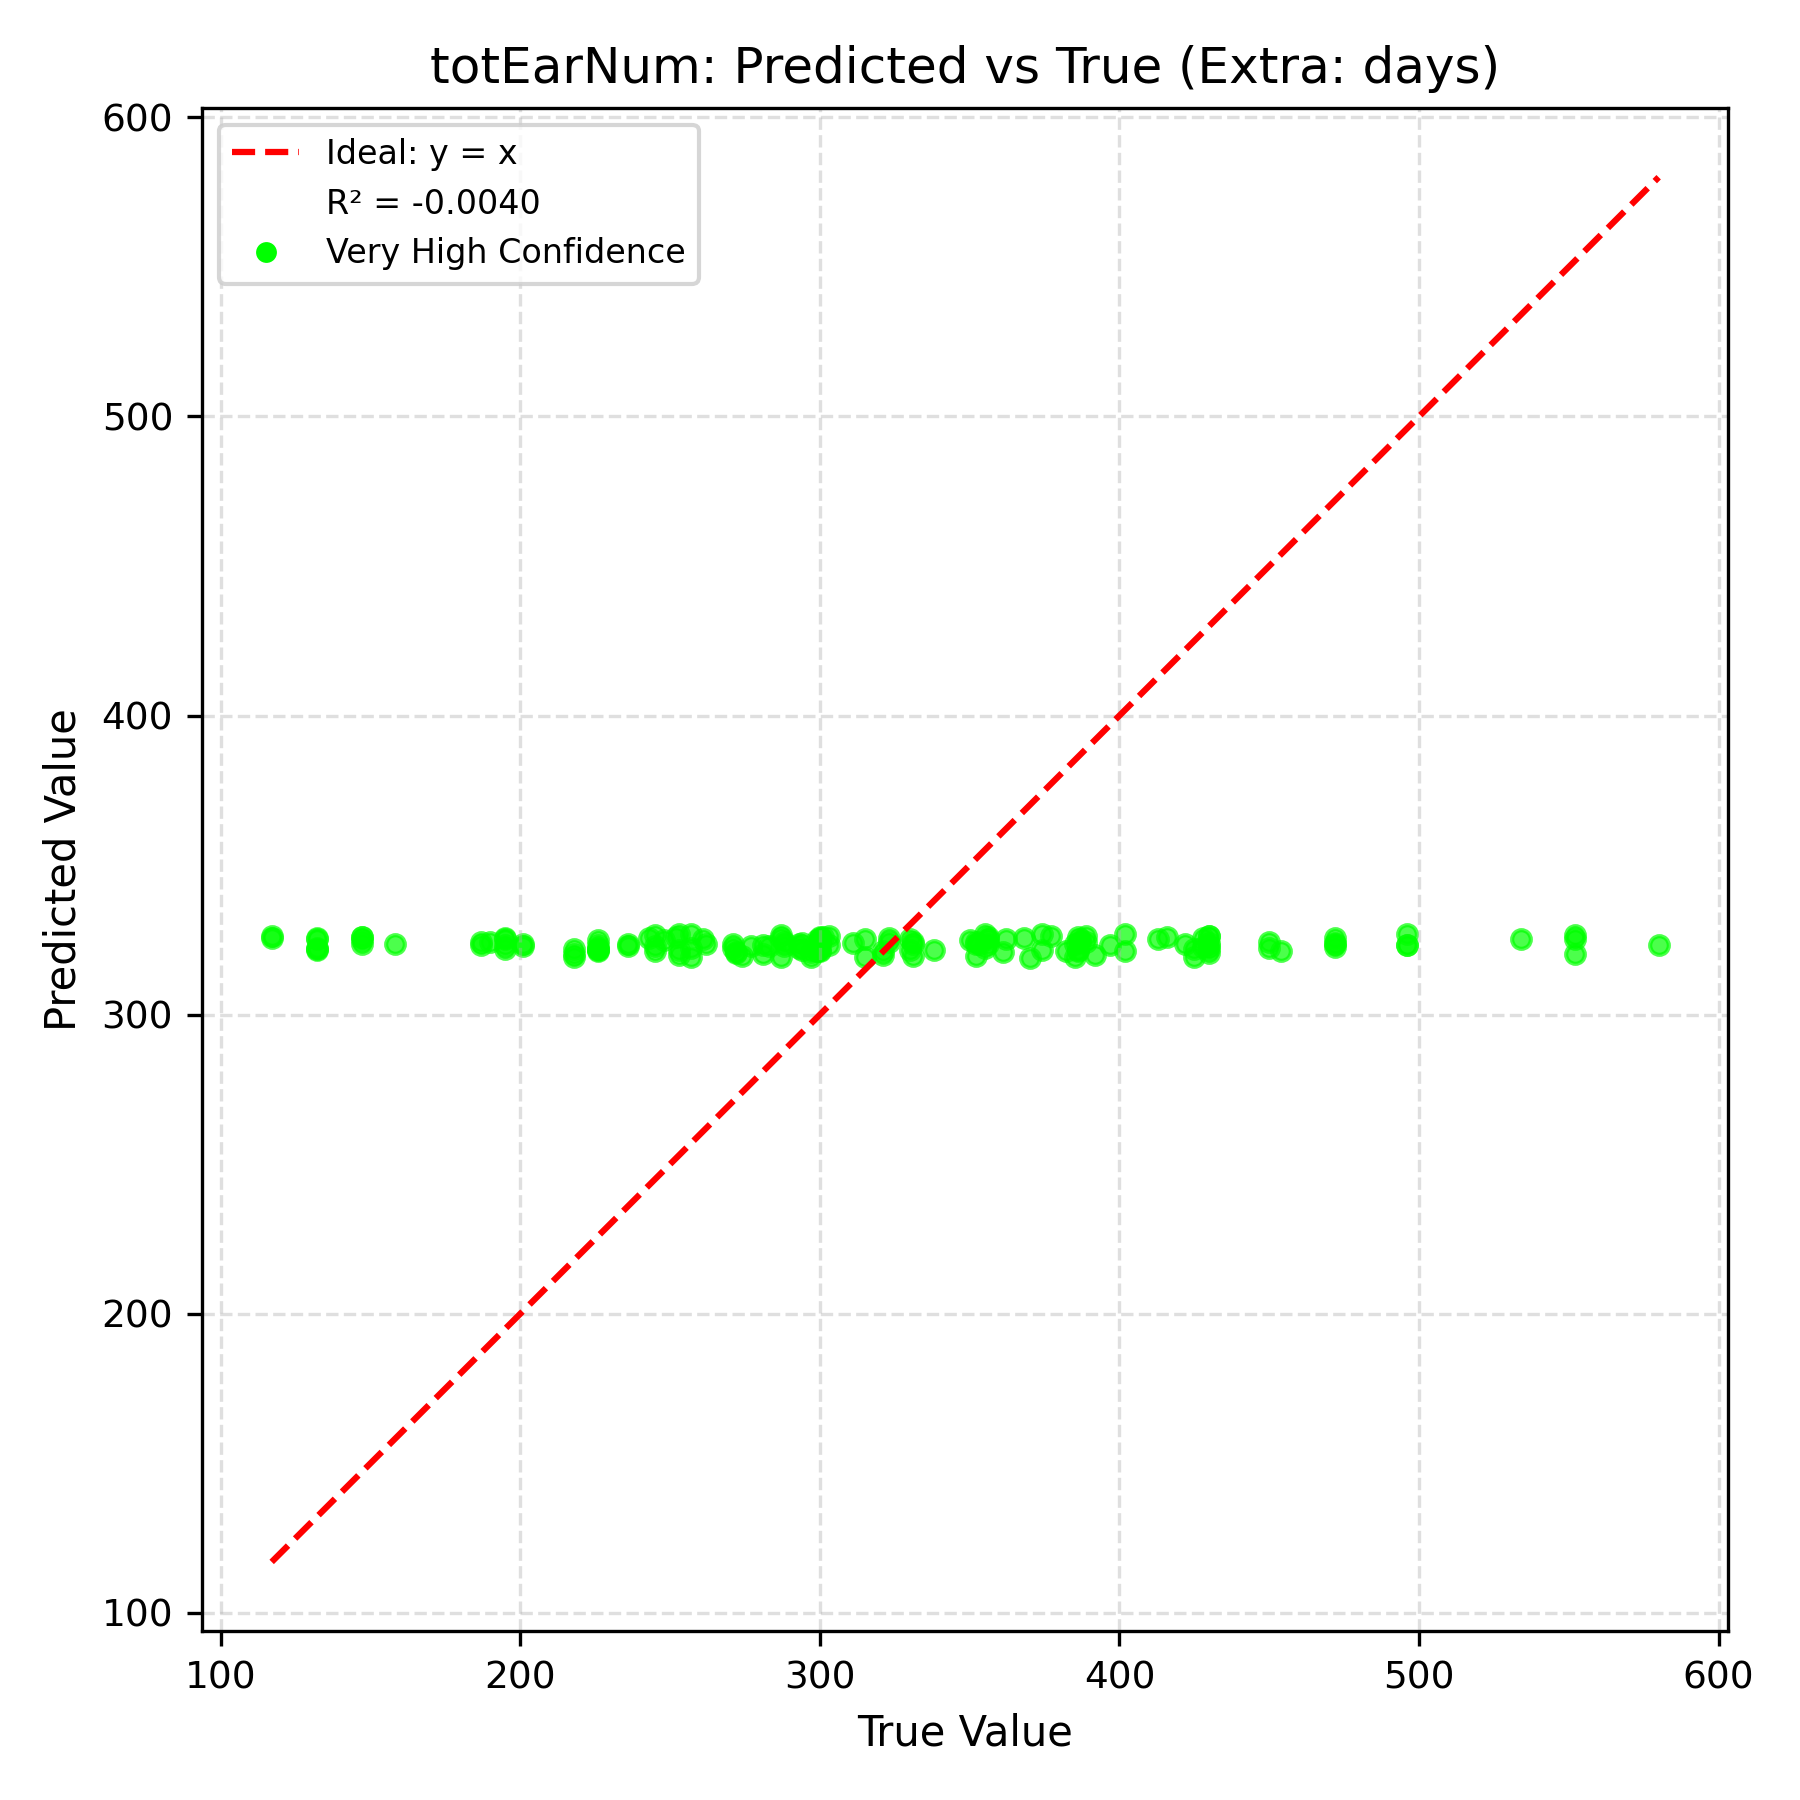 totEarNum: Predicted vs True (Extra: days)
Ideal: y = x
R² = -0.0040
Very High Confidence
600
500
400
300
200
100
Predicted Value
100 200 300 400 500 600
True Value